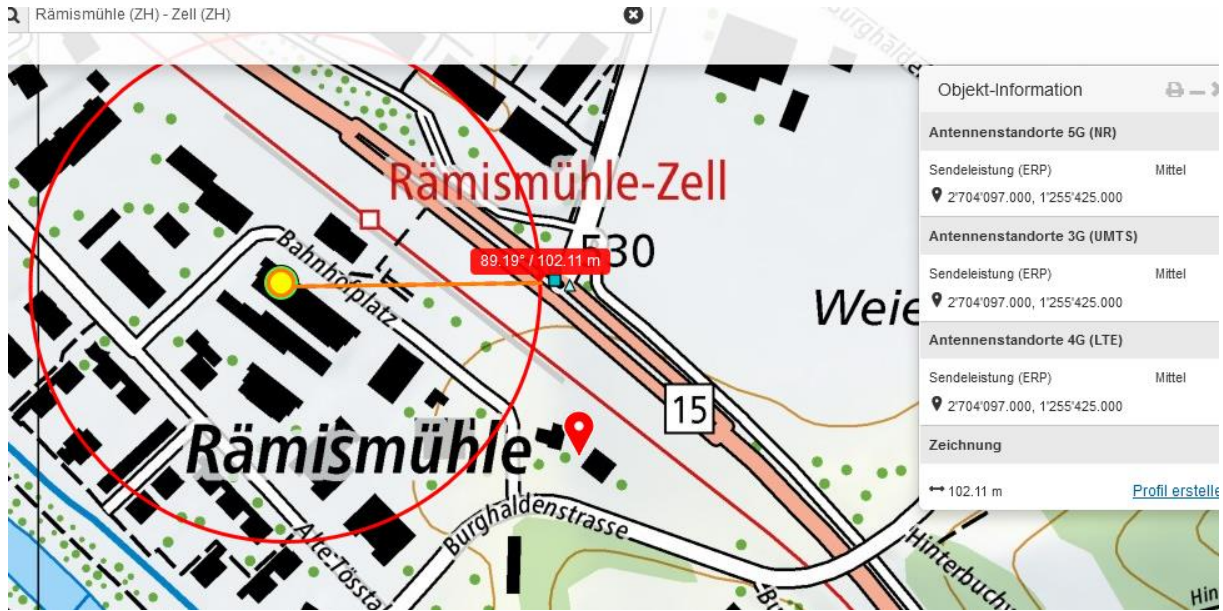 Rämismühle (ZH) - Zell (ZH)
Burghalden
Objekt-Information
Antennenstandorte 5G (NR)
Sendeleistung (ERP) Mittel
2'704'097.000, 1'255'425.000
Antennenstandorte 3G (UMTS)
Sendeleistung (ERP) Mittel
2'704'097.000, 1'255'425.000
Antennenstandorte 4G (LTE)
Sendeleistung (ERP) Mittel
2'704'097.000, 1'255'425.000
Zeichnung
102.11 m Profil erstelle
Rämismühle-Zell
530
89.19° / 102.11 m
Bahnhofplatz
Weie
15
Rämismühle
Burghaldenstrasse
Alte Tösstal
Hinterbuch
Hin